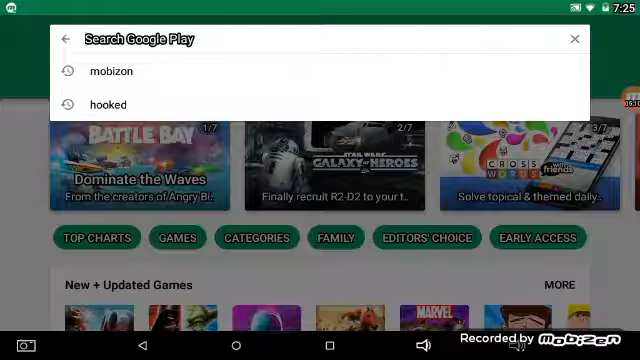 7:25
Search Google Play
mobizon
hooked
BATTLE BAY
1/7
Dominate the Waves
From the creators of Angry Bi..
2/7
STAR WARS
GALAXY OF HEROES
Finally recruit R2-D2 to your t..
3/7
CROSS
WORDS
with friends
Solve topical & themed daily..
TOP CHARTS
GAMES
CATEGORIES
FAMILY
EDITORS' CHOICE
EARLY ACCESS
New + Updated Games
MORE
MARVEL
Recorded by mobizen